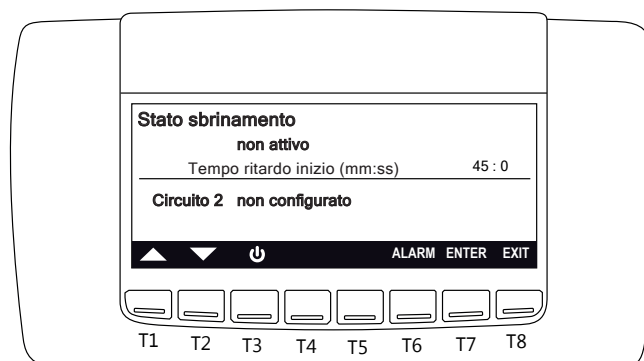 Stato sbrinamento
non attivo
Tempo ritardo inizio (mm:ss) 45 : 0
Circuito 2 non configurato
ALARM ENTER EXIT
T1 T2 T3 T4 T5 T6 T7 T8